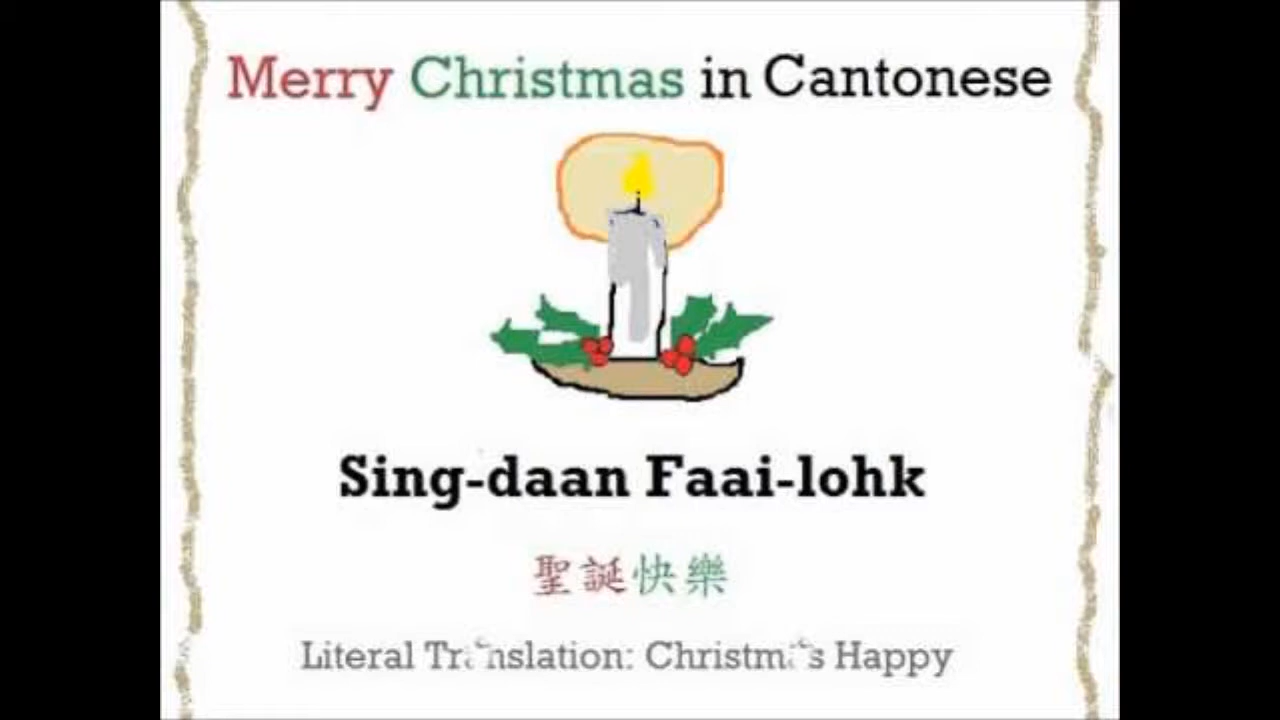 Merry Christmas in Cantonese
Sing-daan Faai-lohk
聖誕快樂
Literal Translation: Christmas Happy